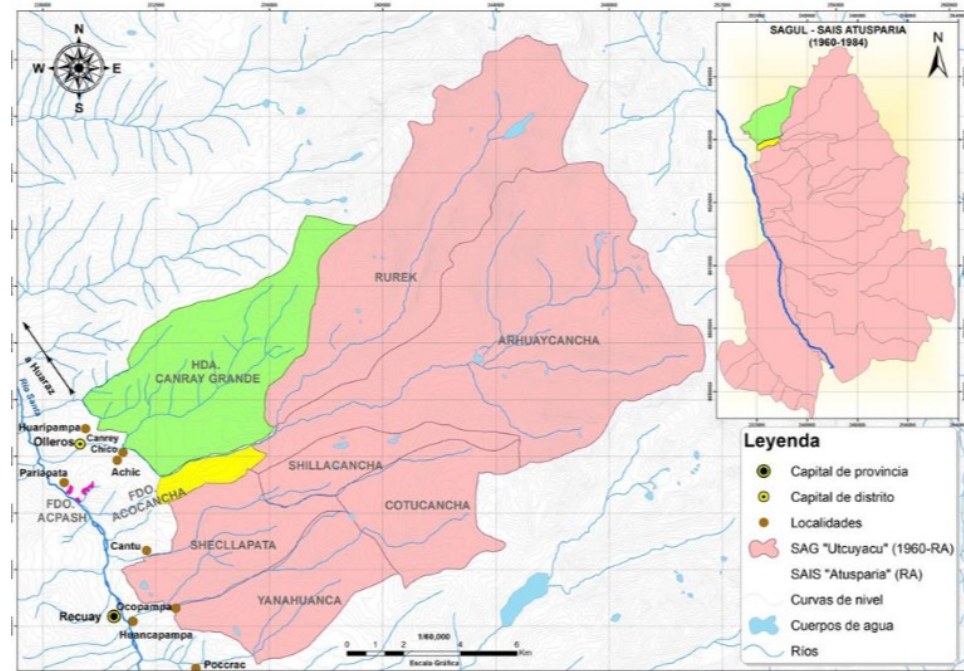 N
W
E
S
SAGUL - SAIS ATUSPARIA
(1960-1984)
N
RUREK
ARHUAYCANCHA
HDA.
CANRAY GRANDE
a Huaraz
Río Santa
Huaripampa
Olleros
Canrey
Chico
Achic
Pariapata
FDO.
ACPASH
FDO.
ACOCANCHA
SHILLACANCHA
COTUCANCHA
Cantu
SHECLLAPATA
YANAHUANCA
Ocopampa
Recuay
Huancapampa
Poccrac
1/60,000
0 2 4 6
Km
Escala Gráfica
Leyenda
Capital de provincia
Capital de distrito
Localidades
SAG "Utcuyacu" (1960-RA)
SAIS "Atusparia" (RA)
Curvas de nivel
Cuerpos de agua
Ríos